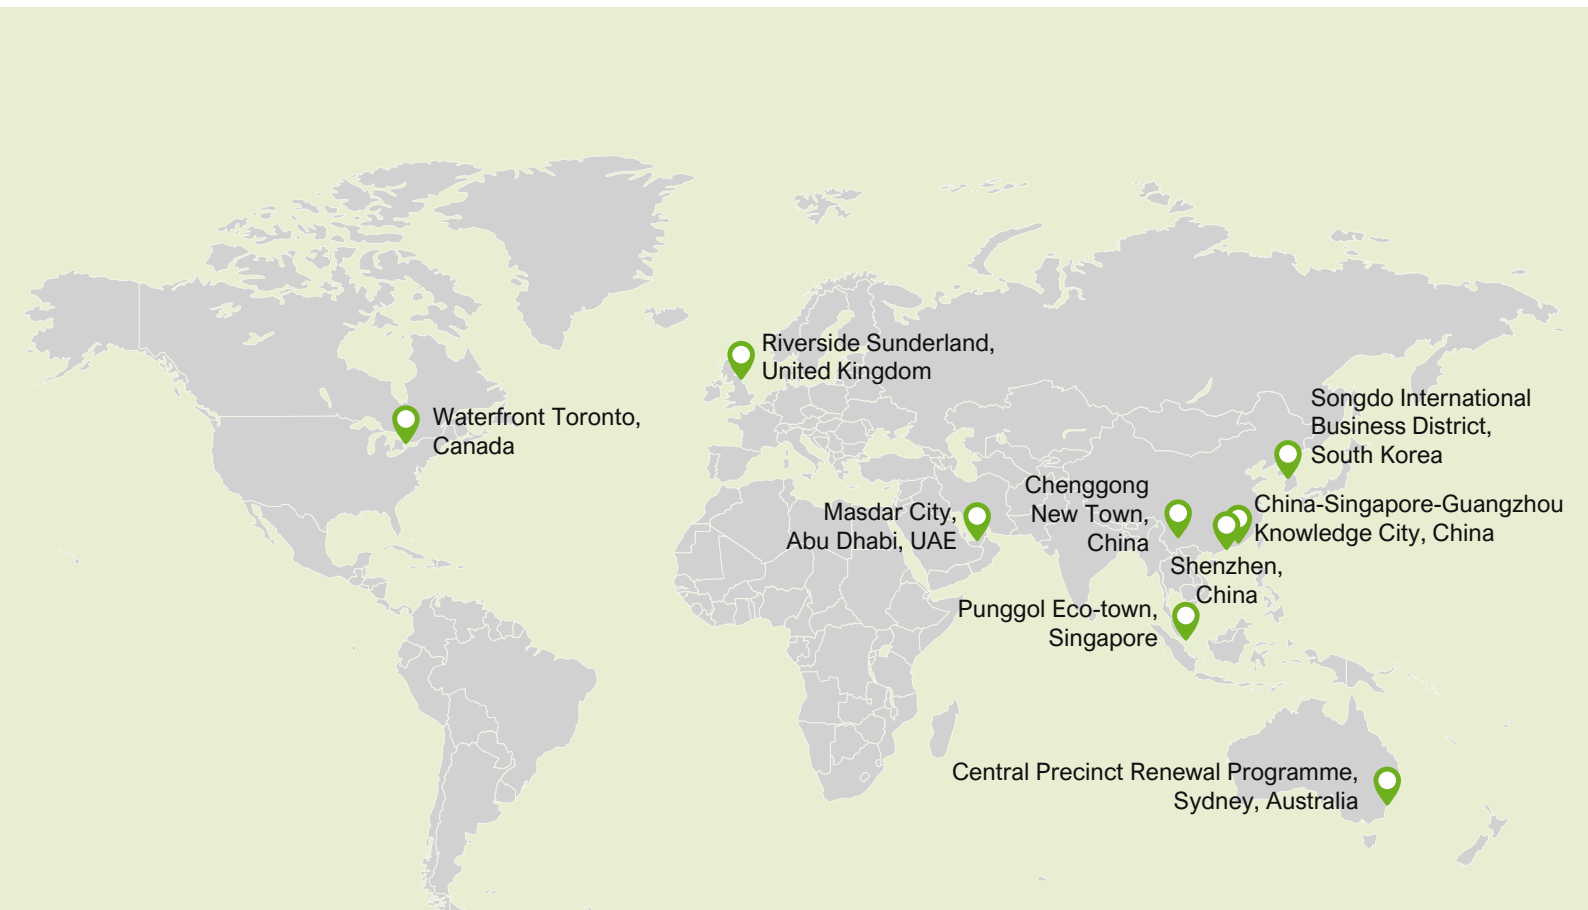 Riverside Sunderland,
United Kingdom
Waterfront Toronto,
Canada
Songdo International
Business District,
South Korea
Chenggong
New Town,
China
Masdar City,
Abu Dhabi, UAE
China-Singapore-Guangzhou
Knowledge City, China
Shenzhen,
China
Punggol Eco-town,
Singapore
Central Precinct Renewal Programme,
Sydney, Australia